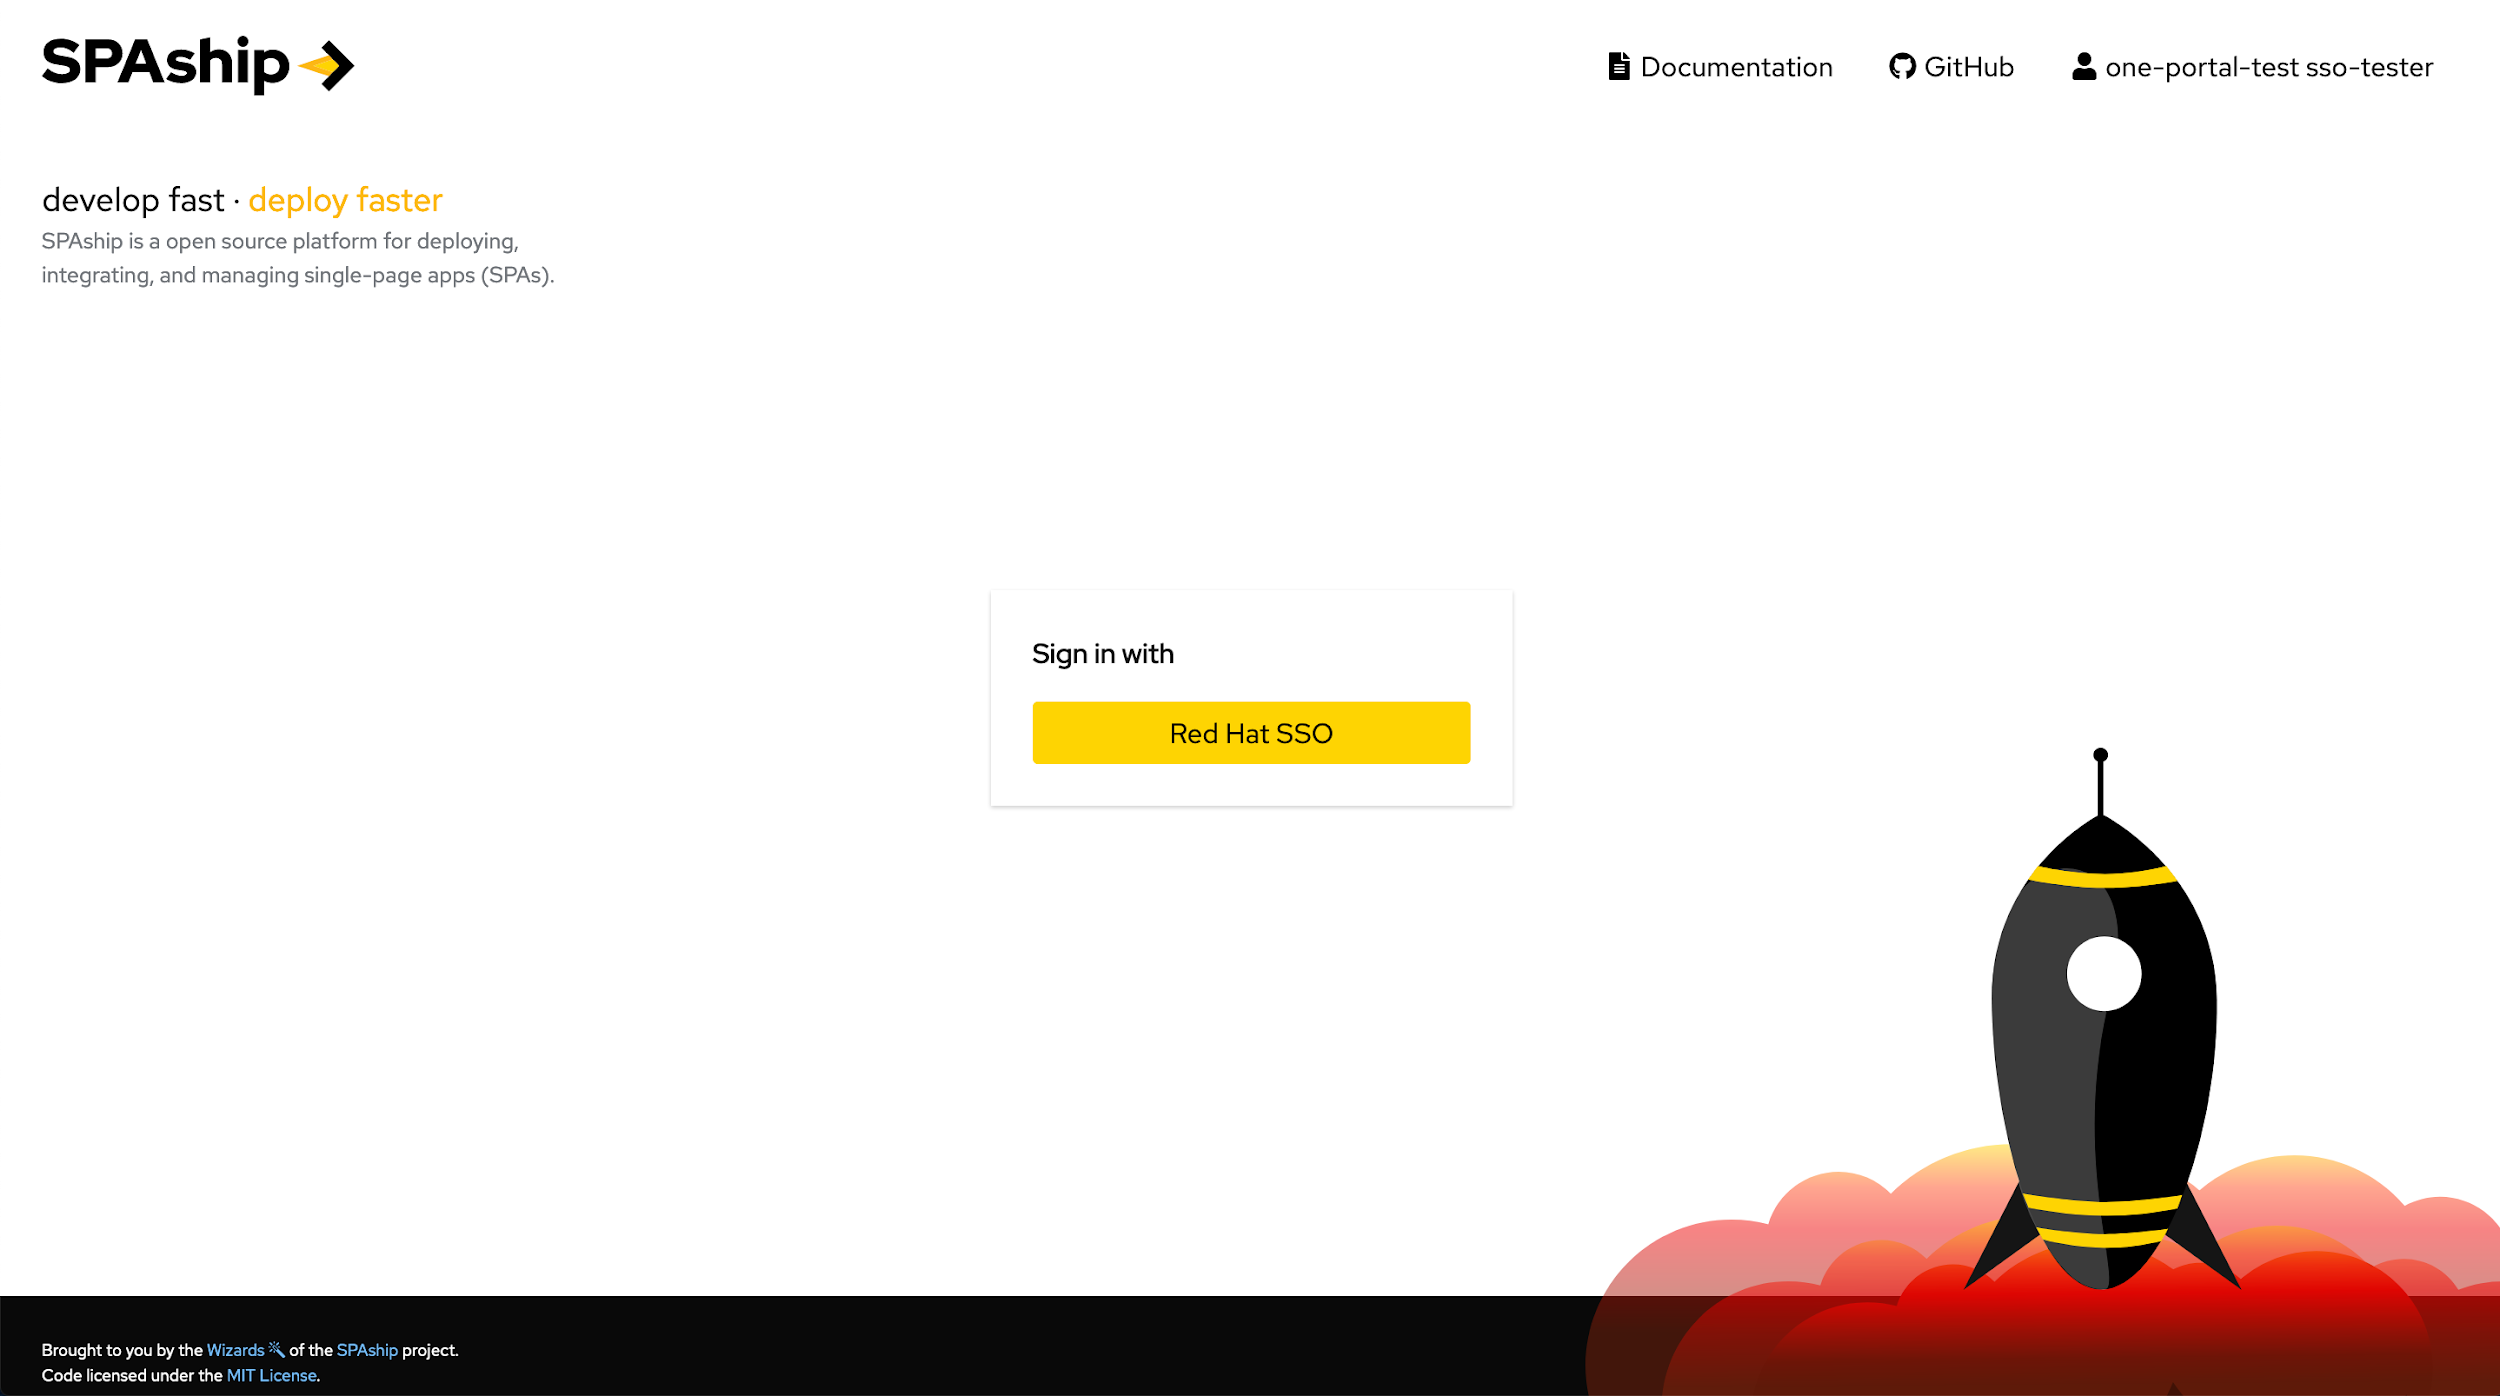 SPAship
Documentation
GitHub
one-portal-test sso-tester
develop fast · deploy faster
SPAship is a open source platform for deploying,
integrating, and managing single-page apps (SPAs).
Sign in with
Red Hat SSO
Brought to you by the Wizards of the SPAship project.
Code licensed under the MIT License.